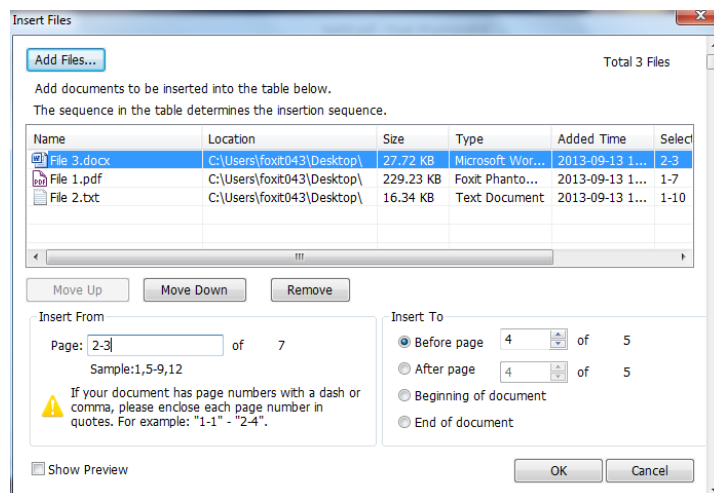 Insert Files
Add Files...
Total 3 Files
Add documents to be inserted into the table below.
The sequence in the table determines the insertion sequence.
Name Location Size Type Added Time Select
File 3.docx C:\Users\foxit043\Desktop\ 27.72 KB Microsoft Wor... 2013-09-13 1... 2-3
File 1.pdf C:\Users\foxit043\Desktop\ 229.23 KB Foxit Phanto... 2013-09-13 1... 1-7
File 2.txt C:\Users\foxit043\Desktop\ 16.34 KB Text Document 2013-09-13 1... 1-10
Move Up Move Down Remove
Insert From
Page: 2-3 of 7
Sample:1,5-9,12
If your document has page numbers with a dash or
comma, please enclose each page number in
quotes. For example: "1-1" - "2-4".
Insert To
Before page 4 of 5
After page 4 of 5
Beginning of document
End of document
Show Preview
OK Cancel